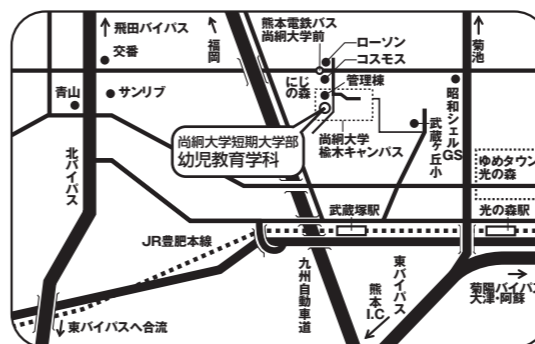 飛田バイパス
交番
福岡
熊本電鉄バス
尚絅大学前
ローソン
コスモス
にじの森
管理棟
菊池
青山
サンリブ
昭和シェルGS
武蔵ヶ丘小
尚絅大学
楡木キャンパス
尚絅大学短期大学部
幼児教育学科
ゆめタウン
光の森
北バイパス
武蔵塚駅
光の森駅
JR豊肥本線
九州自動車道
熊本I.C.
東バイパス
菊陽バイパス
大津・阿蘇
東バイパスへ合流